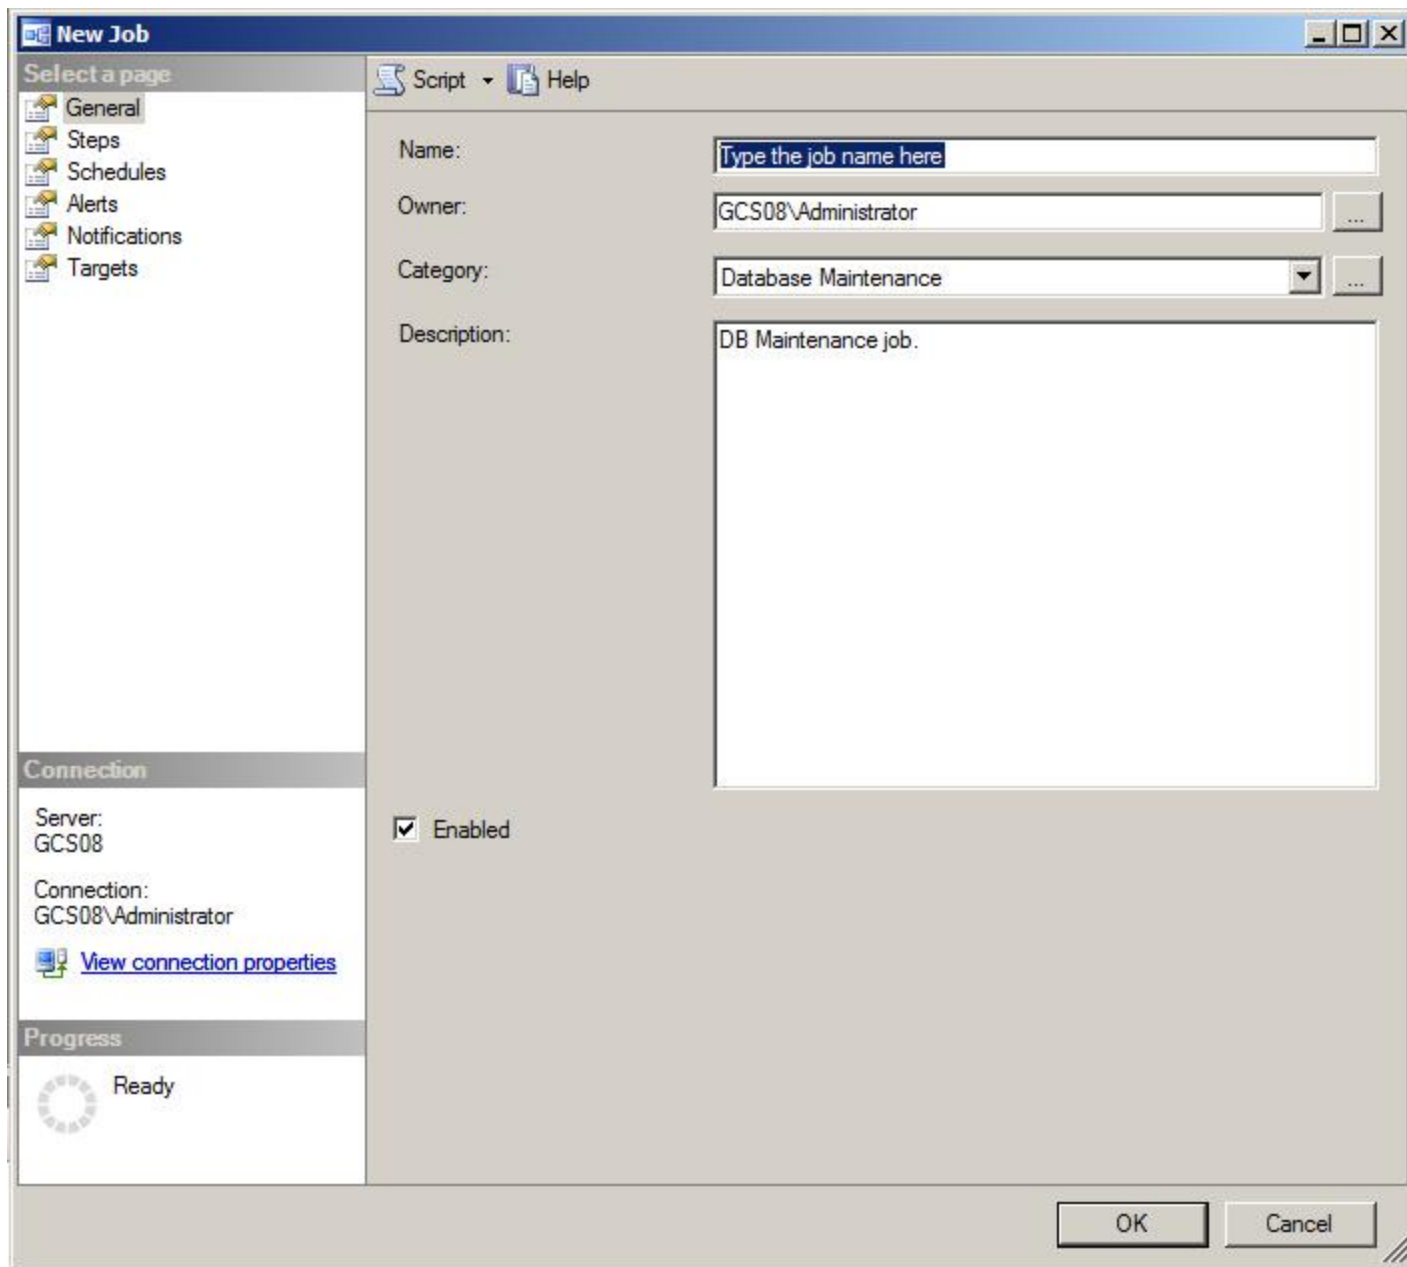 New Job
Select a page
General
Steps
Schedules
Alerts
Notifications
Targets
Script
Help
Name:
Type the job name here
Owner:
GCS08\Administrator
...
Category:
Database Maintenance
...
Description:
DB Maintenance job.
Enabled
Connection
Server:
GCS08
Connection:
GCS08\Administrator
View connection properties
Progress
Ready
OK
Cancel